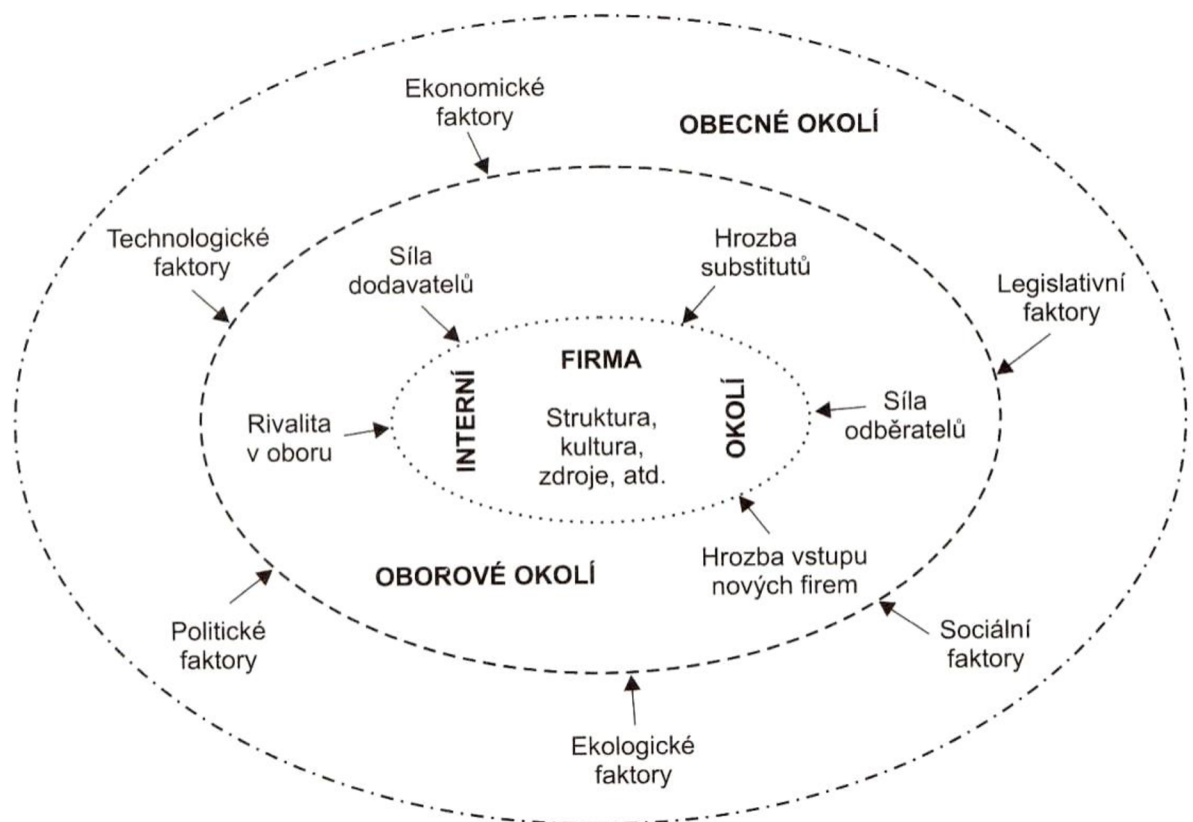 Ekonomické
faktory
OBECNÉ OKOLÍ
Technologické
faktory
Síla
dodavatelů
Hrozba
substitutů
Legislativní
faktory
FIRMA
INTERNÍ
OKOLÍ
Struktura,
kultura,
zdroje, atd.
Rivalita
v oboru
Síla
odběratelů
OBOROVÉ OKOLÍ
Hrozba vstupu
nových firem
Politické
faktory
Sociální
faktory
Ekologické
faktory